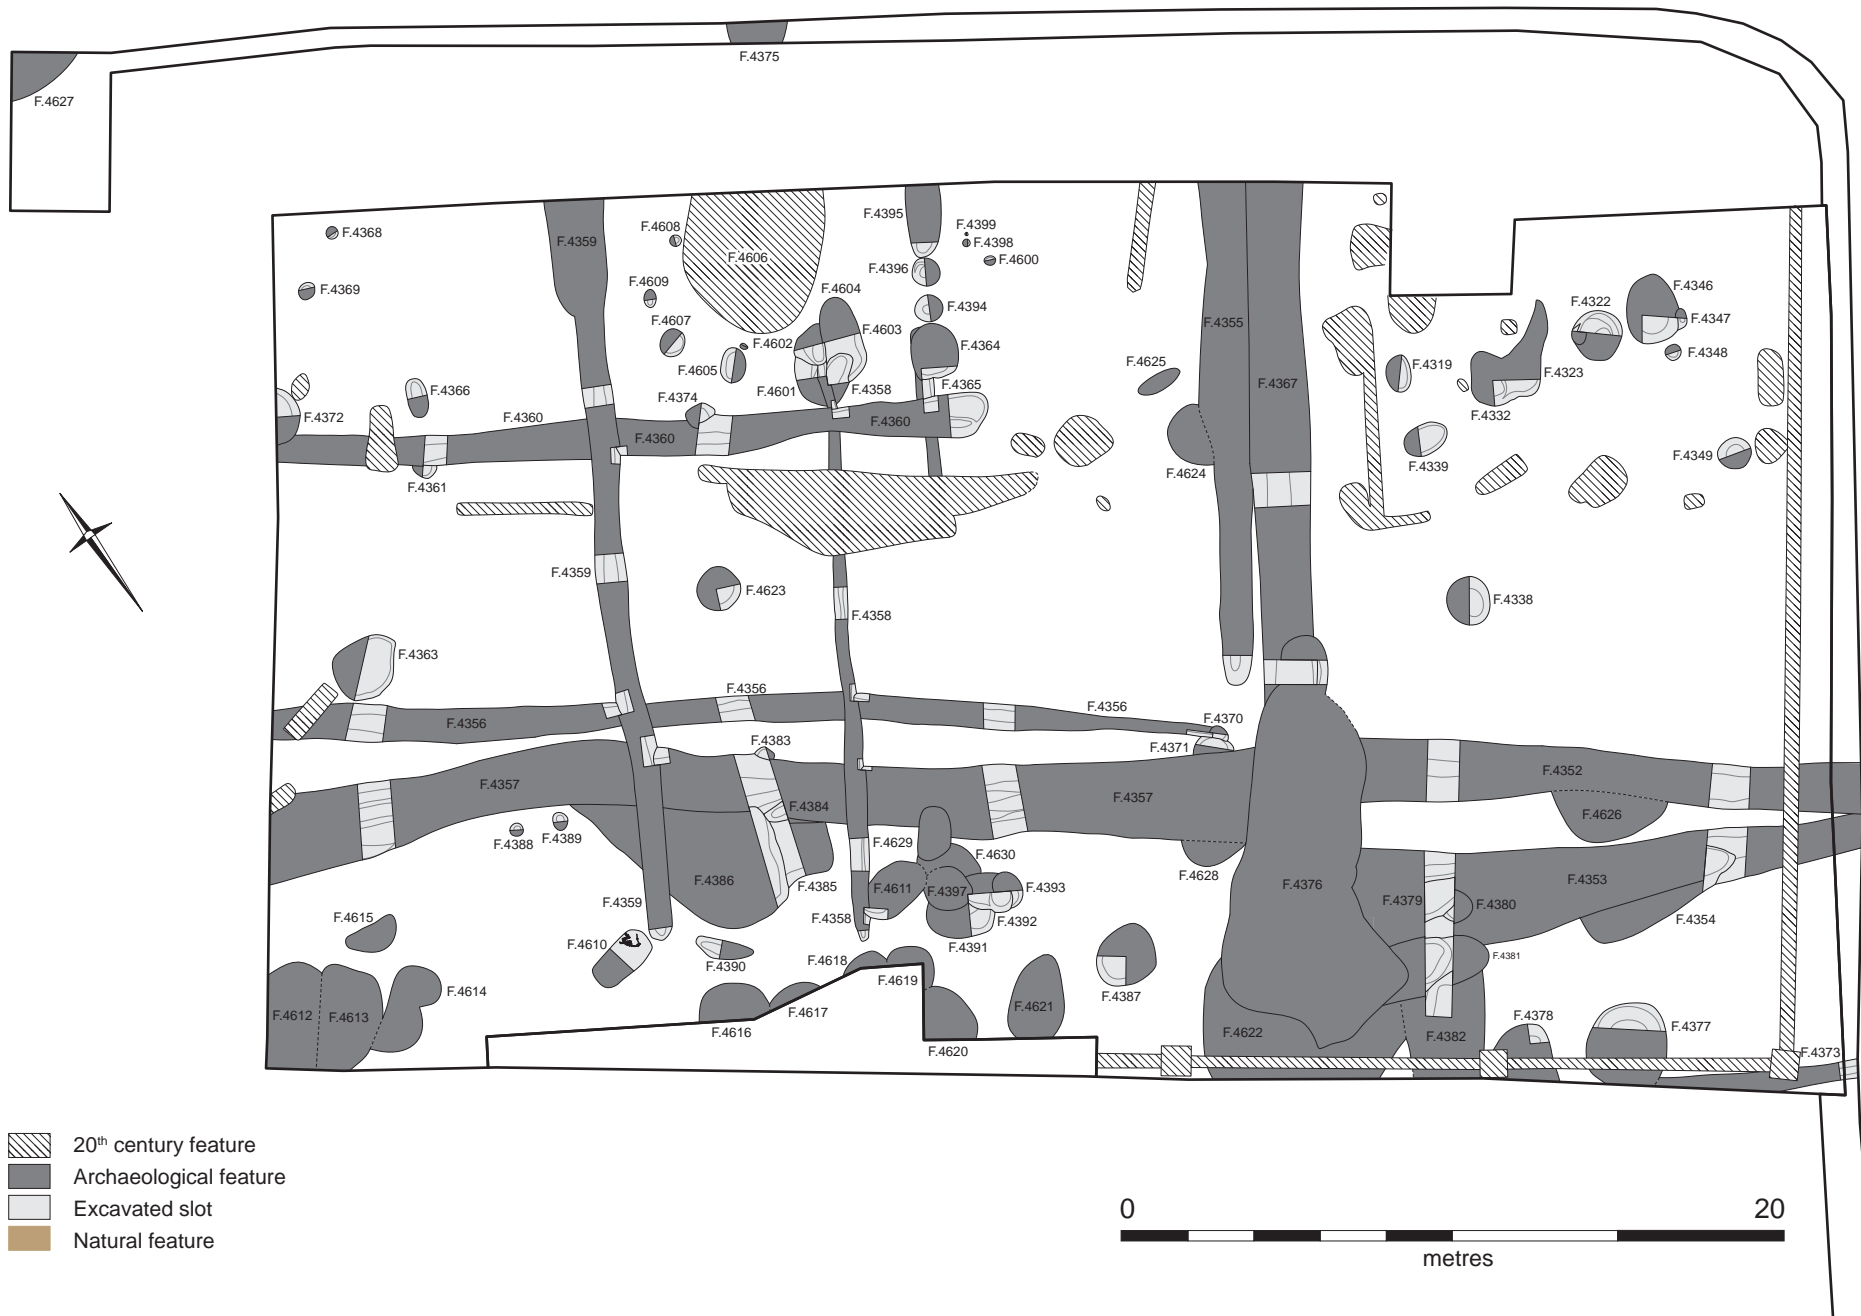 F.4375
F.4627
F.4368
F.4359
F.4608
F.4606
F.4395
F.4399
F.4398
F.4600
F.4396
F.4369
F.4609
F.4604
F.4394
F.4346
F.4322
F.4347
F.4607
F.4603
F.4355
F.4602
F.4364
F.4348
F.4625
F.4319
F.4605
F.4323
F.4365
F.4367
F.4366
F.4374
F.4601
F.4358
F.4372
F.4360
F.4360
F.4360
F.4332
F.4339
F.4349
F.4361
F.4624
F.4359
F.4623
F.4358
F.4338
F.4363
F.4356
F.4356
F.4356
F.4370
F.4371
F.4383
F.4357
F.4357
F.4352
F.4384
F.4626
F.4388
F.4389
F.4629
F.4630
F.4628
F.4386
F.4385
F.4611
F.4397
F.4393
F.4376
F.4353
F.4379
F.4380
F.4359
F.4615
F.4358
F.4392
F.4354
F.4610
F.4391
F.4390
F.4618
F.4381
F.4619
F.4387
F.4614
F.4621
F.4612
F.4613
F.4617
F.4616
F.4622
F.4382
F.4378
F.4377
F.4620
F.4373
20th century feature
Archaeological feature
Excavated slot
Natural feature
0 20
metres